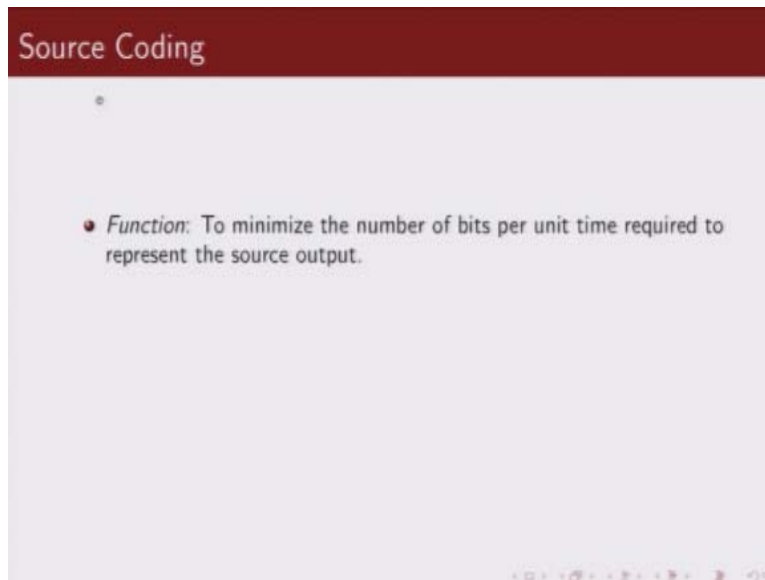 Source Coding
Function: To minimize the number of bits per unit time required to
represent the source output.